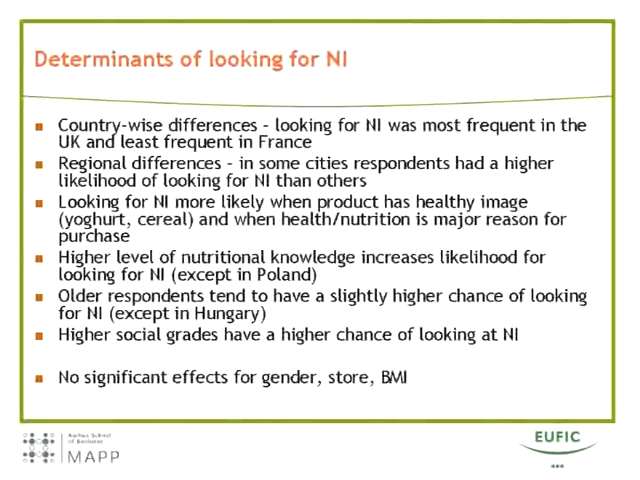 Determinants of looking for NI
Country-wise differences - looking for NI was most frequent in the
UK and least frequent in France
Regional differences - in some cities respondents had a higher
likelihood of looking for NI than others
Looking for NI more likely when product has healthy image
(yoghurt, cereal) and when health/nutrition is major reason for
purchase
Higher level of nutritional knowledge increases likelihood for
looking for NI (except in Poland)
Older respondents tend to have a slightly higher chance of looking
for NI (except in Hungary)
Higher social grades have a higher chance of looking at NI
No significant effects for gender, store, BMI
Aarhus School
of Business
MAPP
EUFIC